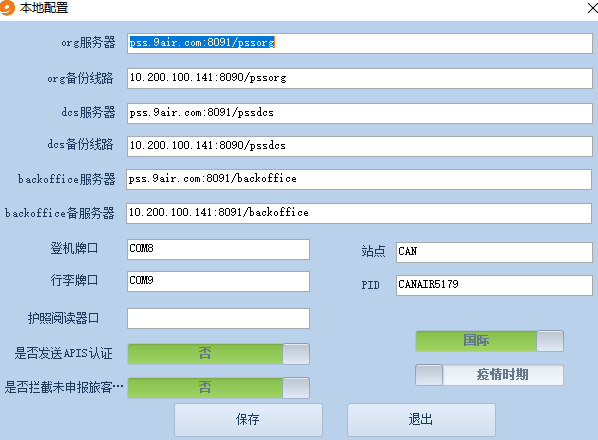 本地配置
org服务器 pss.9air.com:8091/pssorg
org备份线路 10.200.100.141:8090/pssorg
dcs服务器 pss.9air.com:8091/pssdcs
dcs备份线路 10.200.100.141:8090/pssdcs
backoffice服务器 pss.9air.com:8091/backoffice
backoffice备服务器 10.200.100.141:8091/backoffice
登机牌口 COM8 站点 CAN
行李牌口 COM9 PID CANAIR5179
护照阅读器口
国际
是否发送APIS认证 否
疫情时期
是否拦截未申报旅客… 否
保存 退出